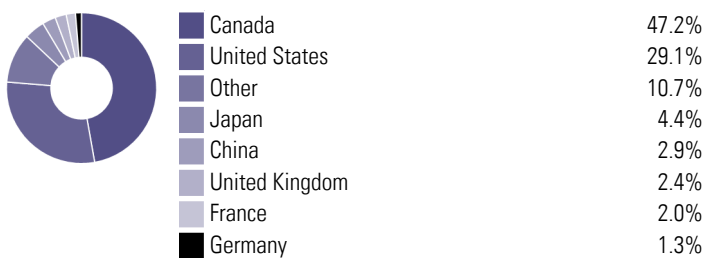 Canada 47.2%
United States 29.1%
Other 10.7%
Japan 4.4%
China 2.9%
United Kingdom 2.4%
France 2.0%
Germany 1.3%